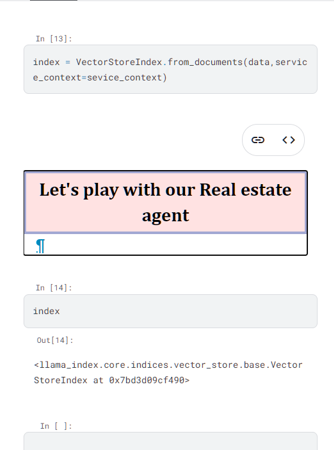 In [13]:
index = VectorStoreIndex.from_documents(data,servic
e_context=sevice_context)
Let's play with our Real estate
agent
¶
In [14]:
index
Out[14]:
<llama_index.core.indices.vector_store.base.Vector
StoreIndex at 0x7bd3d09cf490>
In [ ]: